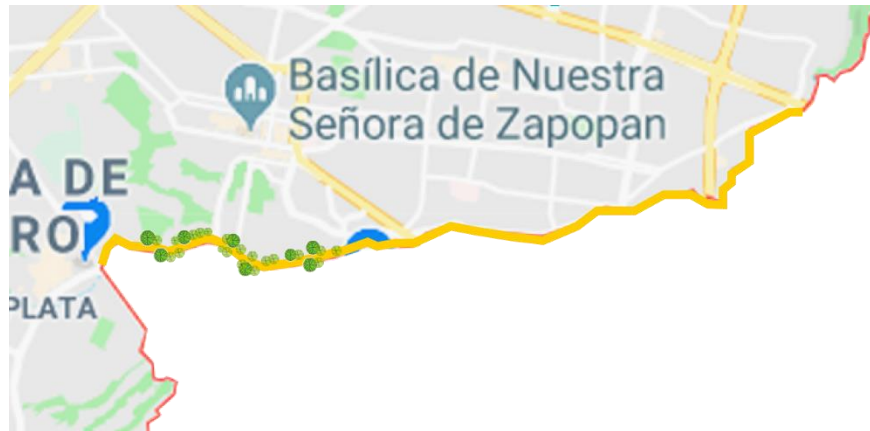 Basílica de Nuestra
Señora de Zapopan
A DE
RO
PLATA